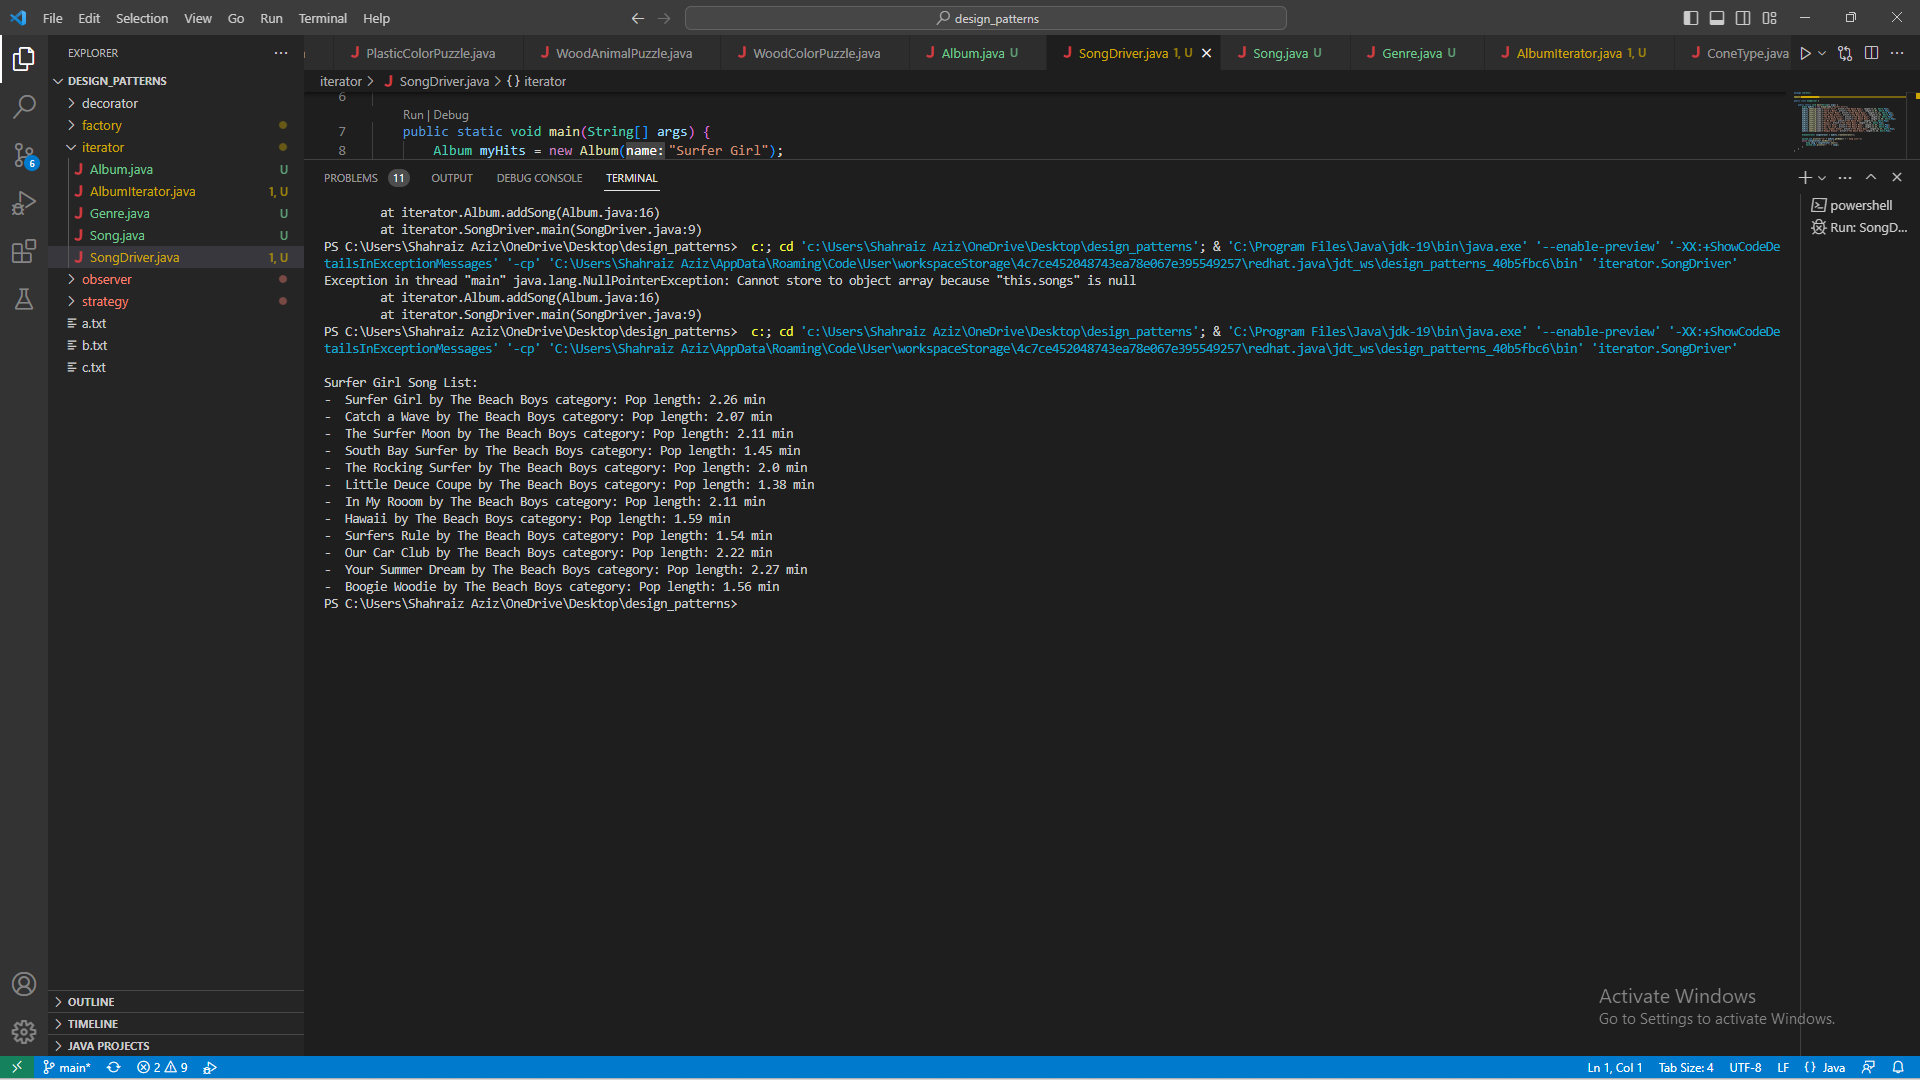 File Edit Selection View Go Run Terminal Help
design_patterns
EXPLORER
PlasticColorPuzzle.java
WoodAnimalPuzzle.java
WoodColorPuzzle.java
Album.java U
SongDriver.java 1, U
Song.java U
Genre.java U
AlbumIterator.java 1, U
ConeType.java
iterator > SongDriver.java > {} iterator
DESIGN_PATTERNS
decorator
factory
iterator
Album.java U
AlbumIterator.java 1, U
Genre.java U
Song.java U
SongDriver.java 1, U
observer
strategy
a.txt
b.txt
c.txt
6
6
Run | Debug
7 public static void main(String[] args) {
8 Album myHits = new Album(name: "Surfer Girl");
PROBLEMS 11 OUTPUT DEBUG CONSOLE TERMINAL
powershell
Run: SongD...
at iterator.Album.addSong(Album.java:16)
at iterator.SongDriver.main(SongDriver.java:9)
PS C:\Users\Shahraiz Aziz\OneDrive\Desktop\design_patterns> c:; cd 'c:\Users\Shahraiz Aziz\OneDrive\Desktop\design_patterns'; & 'C:\Program Files\Java\jdk-19\bin\java.exe' '--enable-preview' '-XX:+ShowCodeDe
tailsInExceptionMessages' '-cp' 'C:\Users\Shahraiz Aziz\AppData\Roaming\Code\User\workspaceStorage\4c7ce452048743ea78e067e395549257\redhat.java\jdt_ws\design_patterns_40b5fbc6\bin' 'iterator.SongDriver'
Exception in thread "main" java.lang.NullPointerException: Cannot store to object array because "this.songs" is null
at iterator.Album.addSong(Album.java:16)
at iterator.SongDriver.main(SongDriver.java:9)
PS C:\Users\Shahraiz Aziz\OneDrive\Desktop\design_patterns> c:; cd 'c:\Users\Shahraiz Aziz\OneDrive\Desktop\design_patterns'; & 'C:\Program Files\Java\jdk-19\bin\java.exe' '--enable-preview' '-XX:+ShowCodeDe
tailsInExceptionMessages' '-cp' 'C:\Users\Shahraiz Aziz\AppData\Roaming\Code\User\workspaceStorage\4c7ce452048743ea78e067e395549257\redhat.java\jdt_ws\design_patterns_40b5fbc6\bin' 'iterator.SongDriver'
Surfer Girl Song List:
- Surfer Girl by The Beach Boys category: Pop length: 2.26 min
- Catch a Wave by The Beach Boys category: Pop length: 2.07 min
- The Surfer Moon by The Beach Boys category: Pop length: 2.11 min
- South Bay Surfer by The Beach Boys category: Pop length: 1.45 min
- The Rocking Surfer by The Beach Boys category: Pop length: 2.0 min
- Little Deuce Coupe by The Beach Boys category: Pop length: 1.38 min
- In My Rooom by The Beach Boys category: Pop length: 2.11 min
- Hawaii by The Beach Boys category: Pop length: 1.59 min
- Surfers Rule by The Beach Boys category: Pop length: 1.54 min
- Our Car Club by The Beach Boys category: Pop length: 2.22 min
- Your Summer Dream by The Beach Boys category: Pop length: 2.27 min
- Boogie Woodie by The Beach Boys category: Pop length: 1.56 min
PS C:\Users\Shahraiz Aziz\OneDrive\Desktop\design_patterns>
Activate Windows
Go to Settings to activate Windows.
OUTLINE
TIMELINE
JAVA PROJECTS
main* 2 9
Ln 1, Col 1 Tab Size: 4 UTF-8 LF {} Java